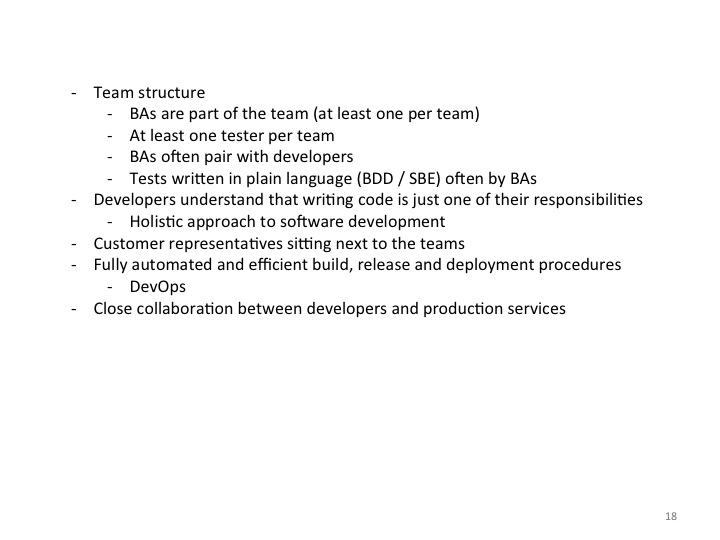 - Team structure
- BAs are part of the team (at least one per team)
- At least one tester per team
- BAs often pair with developers
- Tests written in plain language (BDD / SBE) often by BAs
- Developers understand that writing code is just one of their responsibilities
- Holistic approach to software development
- Customer representatives sitting next to the teams
- Fully automated and efficient build, release and deployment procedures
- DevOps
- Close collaboration between developers and production services
18